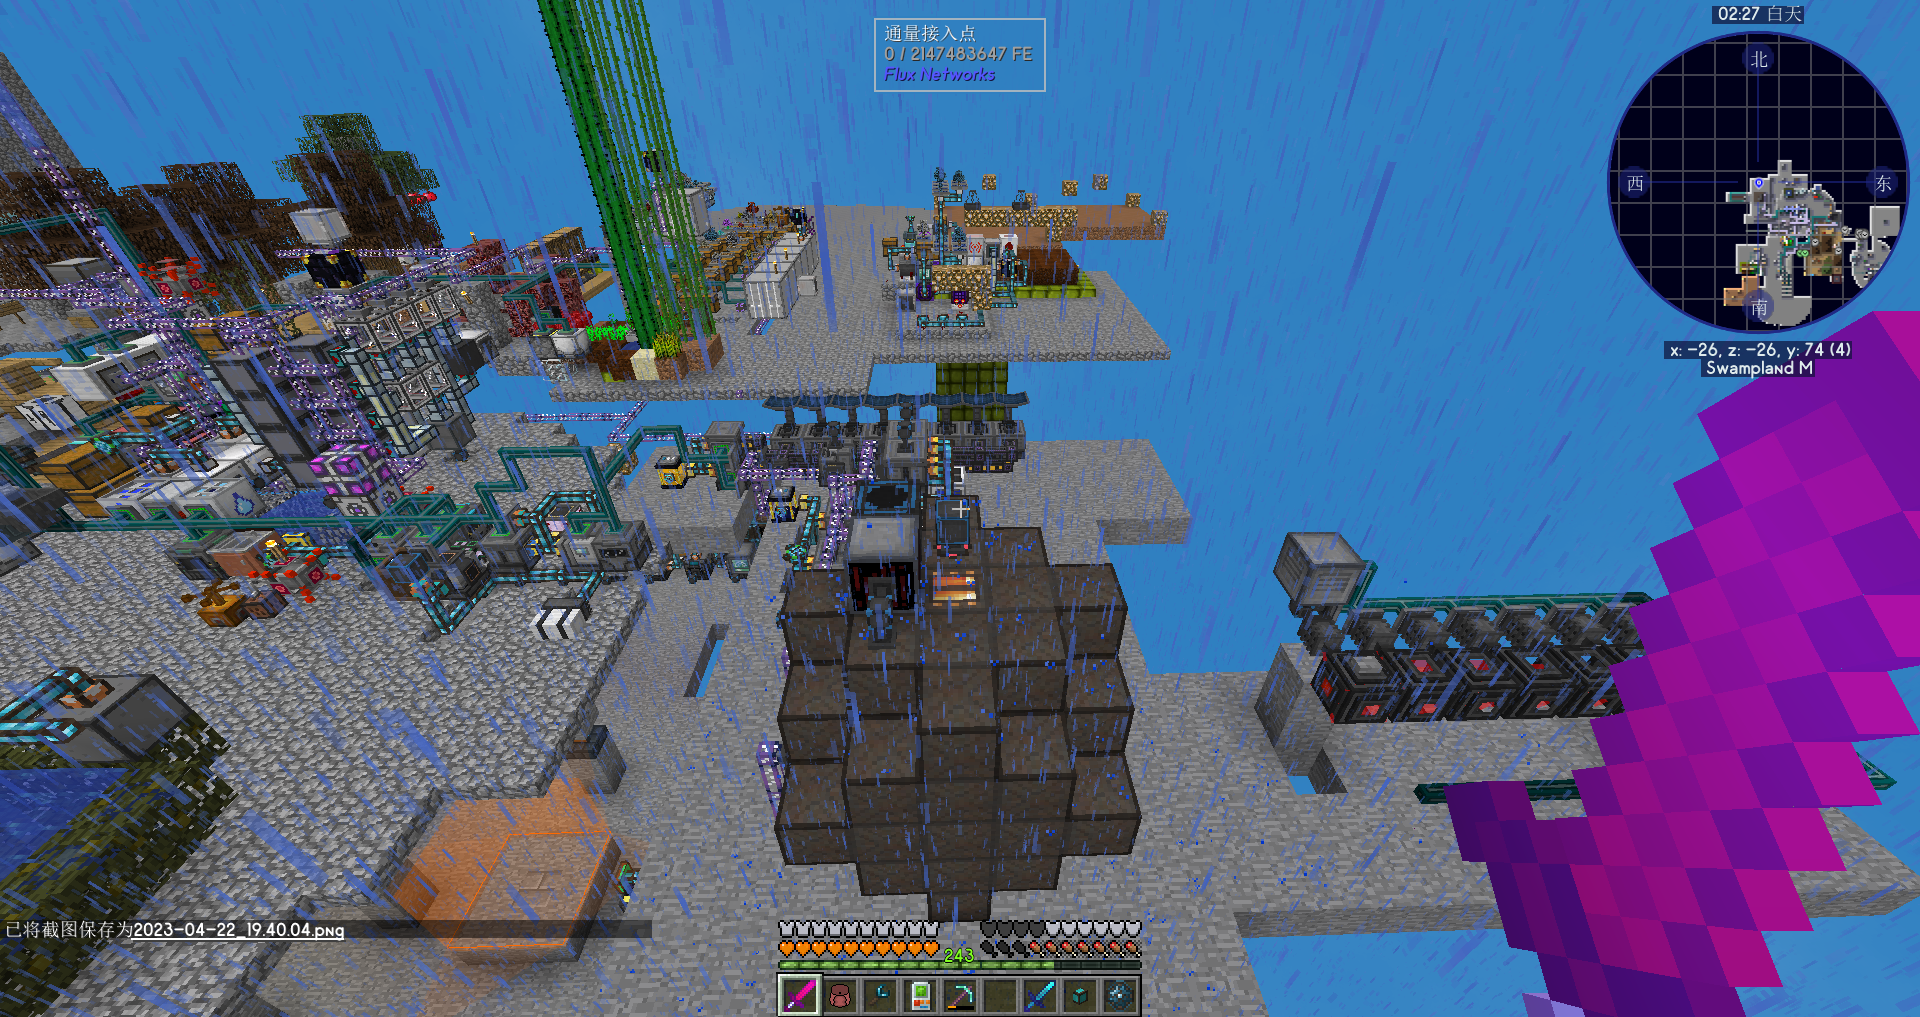 通量接入点
0 / 2147483647 FE
Flux Networks
02:27 白天
北
西
东
南
x: -26, z: -26, y: 74 (4)
Swampland M
已将截图保存为2023-04-22_19.40.04.png
243